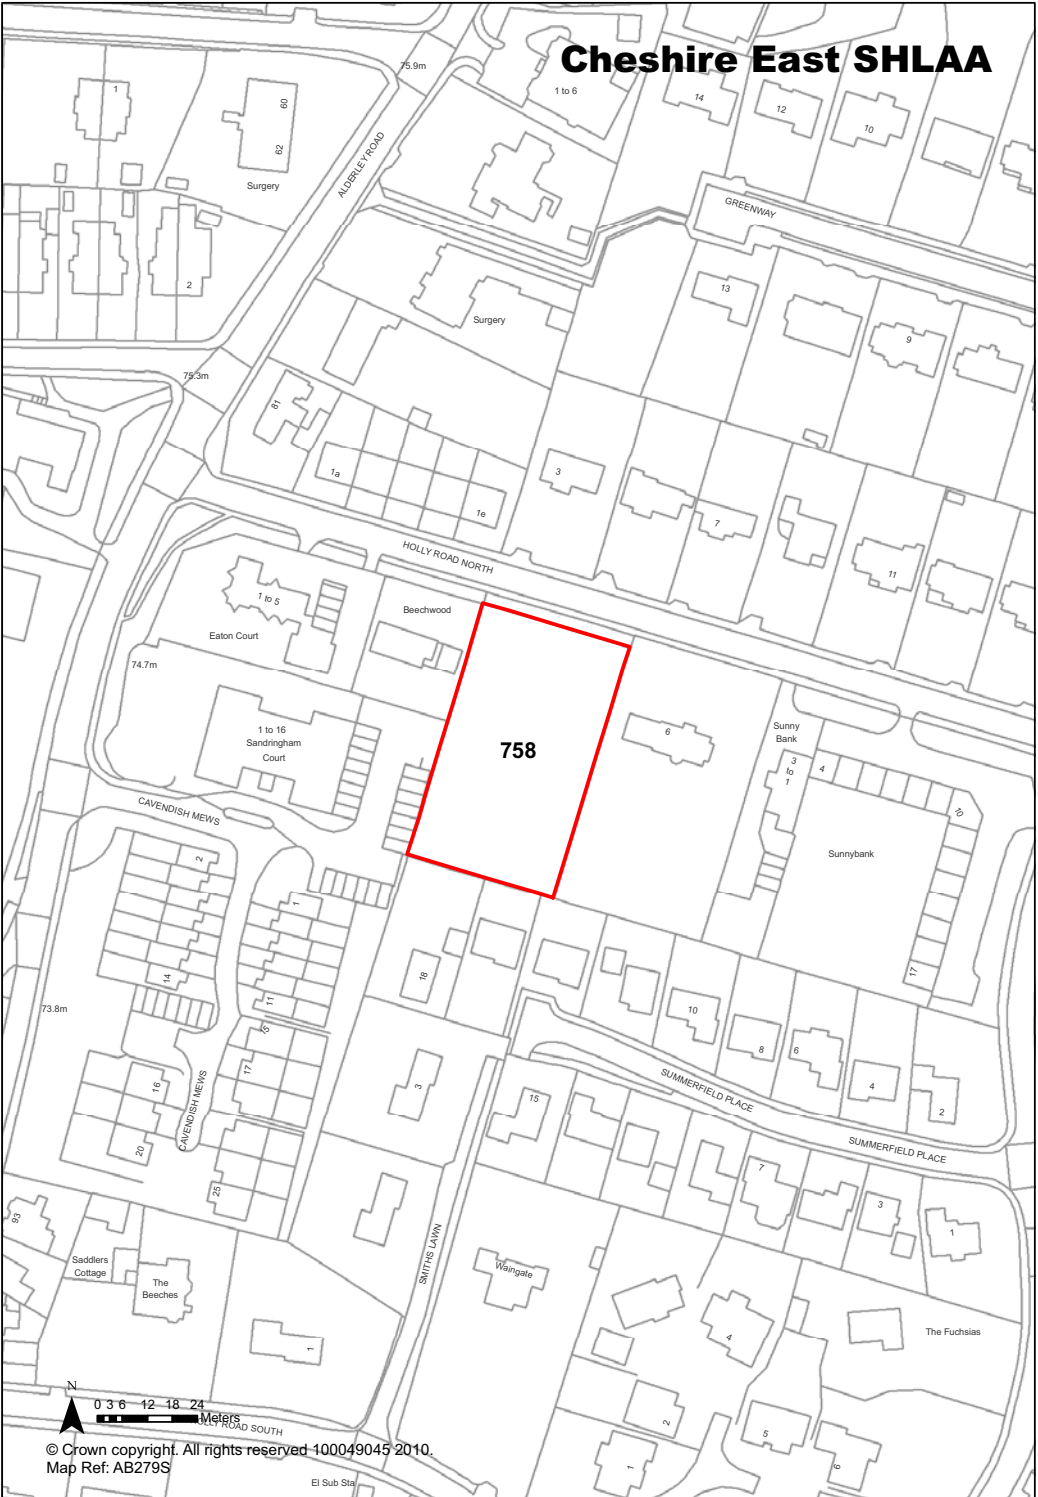 Cheshire East SHLAA
75.9m
1 to 6
14
12
10
1
60
62
Surgery
ALDERLEY ROAD
GREENWAY
2
13
Surgery
9
75.3m
81
1a
1e
3
7
11
HOLLY ROAD NORTH
1 to 5
Beechwood
Eaton Court
74.7m
1 to 16
Sandringham
Court
758
6
Sunny
Bank
3
to
1
4
10
Sunnybank
17
CAVENDISH MEWS
2
1
14
11
15
17
73.8m
18
3
10
8
6
4
2
SUMMERFIELD PLACE
SUMMERFIELD PLACE
15
16
20
CAVENDISH MEWS
25
7
3
1
93
Saddlers
Cottage
The
Beeches
SMITHS LAWN
Waingate
4
The Fuchsias
1
2
5
6
1
N
0 3 6 12 18 24
Meters
HOLLY ROAD SOUTH
© Crown copyright. All rights reserved 100049045 2010.
Map Ref: AB279S
El Sub Sta